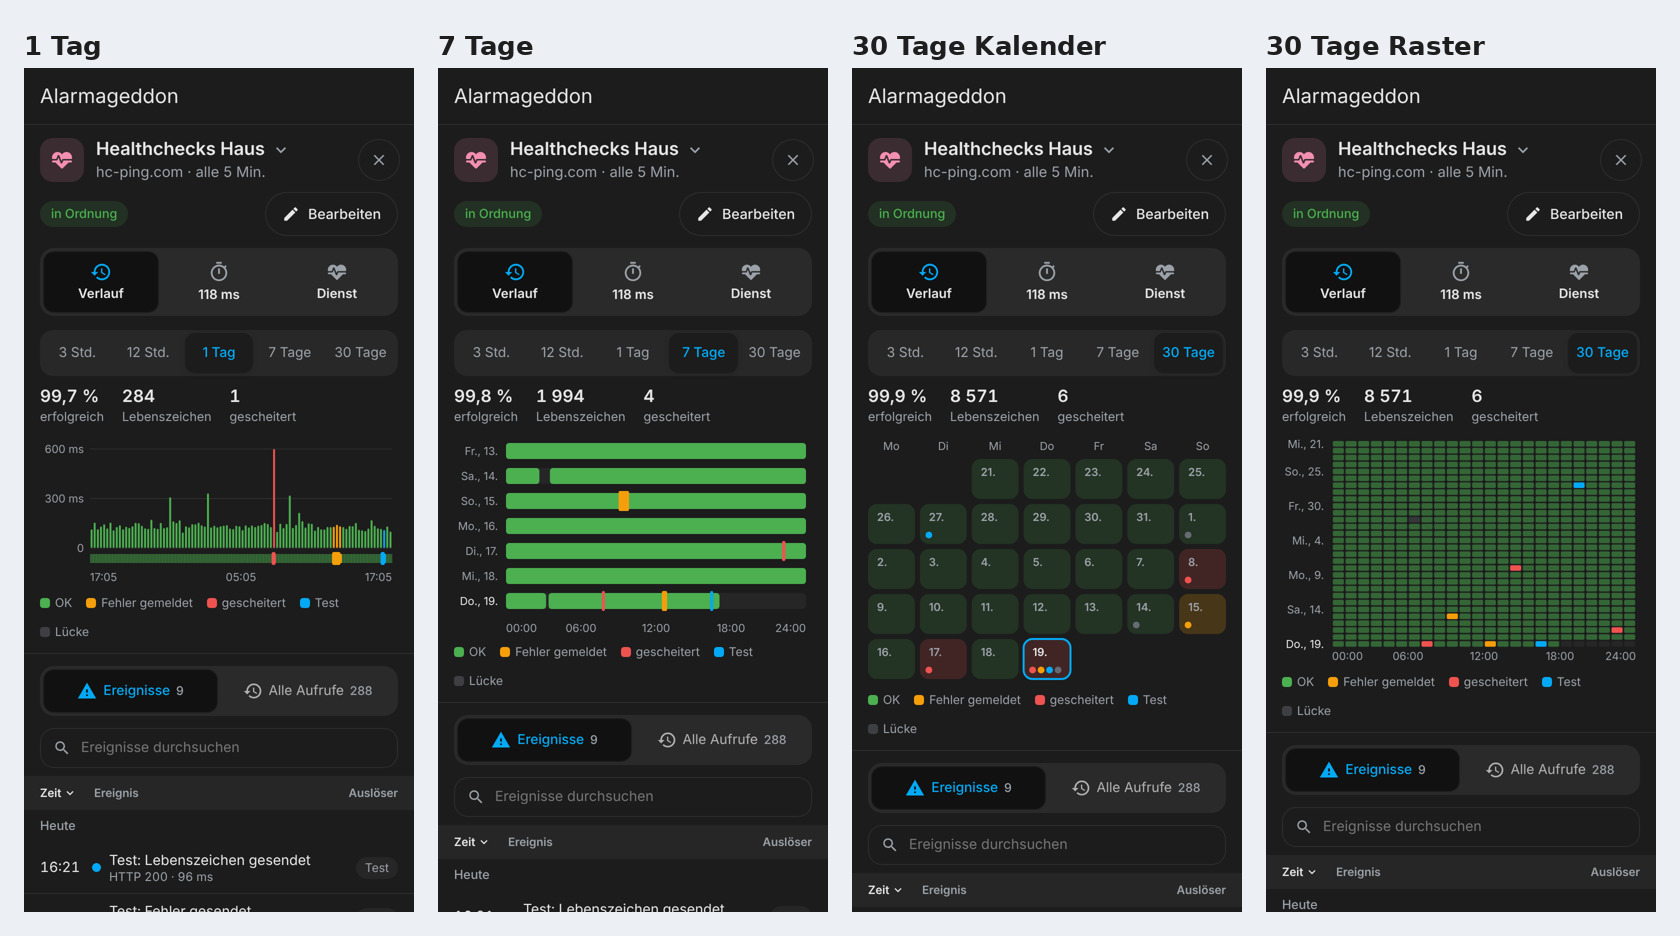 1 Tag
Alarmageddon
Healthchecks Haus
hc-ping.com · alle 5 Min.
in Ordnung
Bearbeiten
Verlauf
118 ms
Dienst
3 Std. 12 Std. 1 Tag 7 Tage 30 Tage
99,7 % 284 1
erfolgreich Lebenszeichen gescheitert
600 ms
300 ms
0
17:05 05:05 17:05
OK Fehler gemeldet gescheitert Test
Lücke
Ereignisse 9 Alle Aufrufe 288
Ereignisse durchsuchen
Zeit Ereignis Auslöser
Heute
16:21 Test: Lebenszeichen gesendet Test
HTTP 200 · 96 ms
Test: Fehler gesendet
7 Tage
Alarmageddon
Healthchecks Haus
hc-ping.com · alle 5 Min.
in Ordnung
Bearbeiten
Verlauf
118 ms
Dienst
3 Std. 12 Std. 1 Tag 7 Tage 30 Tage
99,8 % 1 994 4
erfolgreich Lebenszeichen gescheitert
Fr., 13.
Sa., 14.
So., 15.
Mo., 16.
Di., 17.
Mi., 18.
Do., 19.
00:00 06:00 12:00 18:00 24:00
OK Fehler gemeldet gescheitert Test
Lücke
Ereignisse 9 Alle Aufrufe 288
Ereignisse durchsuchen
Zeit Ereignis Auslöser
Heute
Test: Lebenszeichen gesendet
30 Tage Kalender
Alarmageddon
Healthchecks Haus
hc-ping.com · alle 5 Min.
in Ordnung
Bearbeiten
Verlauf
118 ms
Dienst
3 Std. 12 Std. 1 Tag 7 Tage 30 Tage
99,9 % 8 571 6
erfolgreich Lebenszeichen gescheitert
Mo Di Mi Do Fr Sa So
21. 22. 23. 24. 25.
26. 27. 28. 29. 30. 31. 1.
2. 3. 4. 5. 6. 7. 8.
9. 10. 11. 12. 13. 14. 15.
16. 17. 18. 19.
OK Fehler gemeldet gescheitert Test
Lücke
Ereignisse 9 Alle Aufrufe 288
Ereignisse durchsuchen
Zeit Ereignis Auslöser
30 Tage Raster
Alarmageddon
Healthchecks Haus
hc-ping.com · alle 5 Min.
in Ordnung
Bearbeiten
Verlauf
118 ms
Dienst
3 Std. 12 Std. 1 Tag 7 Tage 30 Tage
99,9 % 8 571 6
erfolgreich Lebenszeichen gescheitert
Mi., 21.
So., 25.
Fr., 30.
Mi., 4.
Mo., 9.
Sa., 14.
Do., 19.
00:00 06:00 12:00 18:00 24:00
OK Fehler gemeldet gescheitert Test
Lücke
Ereignisse 9 Alle Aufrufe 288
Ereignisse durchsuchen
Zeit Ereignis Auslöser
Heute